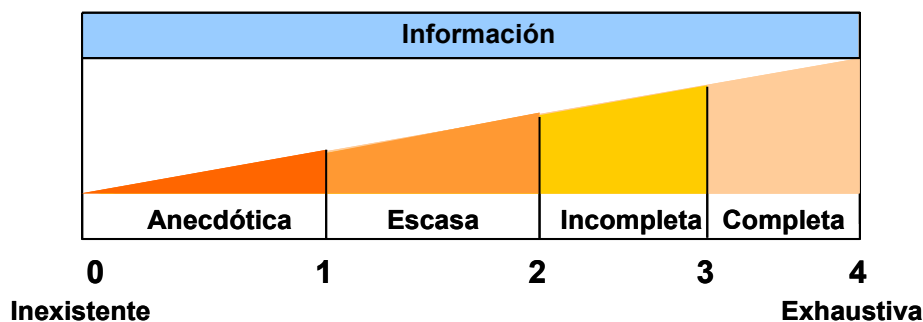 Información
Anecdótica Escasa Incompleta Completa
0 1 2 3 4
Inexistente Exhaustiva